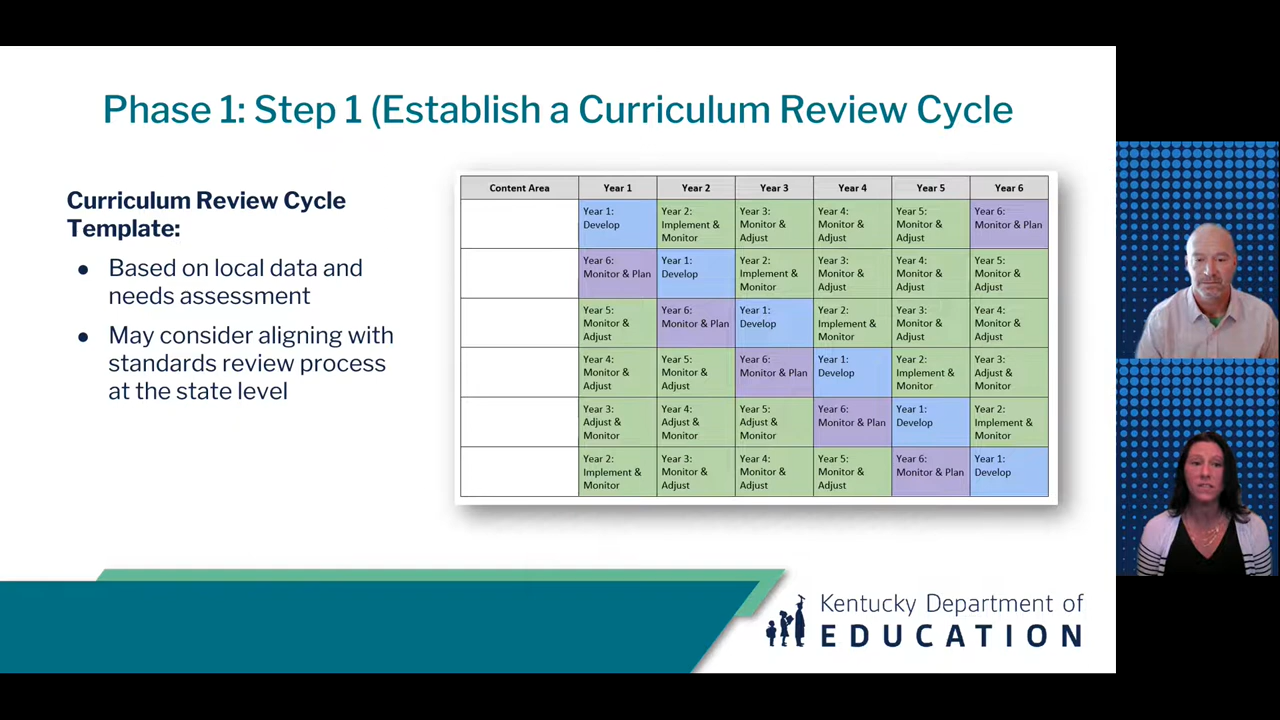 Phase 1: Step 1 (Establish a Curriculum Review Cycle
Curriculum Review Cycle
Template:
● Based on local data and
needs assessment
● May consider aligning with
standards review process
at the state level
Content Area Year 1 Year 2 Year 3 Year 4 Year 5 Year 6
Year 1: Year 2: Year 3: Year 4: Year 5: Year 6:
Develop Implement & Monitor & Monitor & Monitor & Monitor & Plan
Monitor Adjust Adjust Adjust
Year 6: Year 1: Year 2: Year 3: Year 4: Year 5:
Monitor & Plan Develop Implement & Monitor & Monitor & Monitor &
Monitor Adjust Adjust Adjust
Year 5: Year 6: Year 1: Year 2: Year 3: Year 4:
Monitor & Monitor & Plan Develop Implement & Monitor & Monitor &
Adjust Monitor Adjust Adjust
Year 4: Year 5: Year 6: Year 1: Year 2: Year 3:
Monitor & Monitor & Monitor & Plan Develop Implement & Adjust &
Adjust Adjust Monitor Monitor
Year 3: Year 4: Year 5: Year 6: Year 1: Year 2:
Adjust & Adjust & Adjust & Monitor & Plan Develop Implement &
Monitor Monitor Monitor Monitor
Year 2: Year 3: Year 4: Year 5: Year 6: Year 1:
Implement & Monitor & Monitor & Monitor & Monitor & Plan Develop
Monitor Adjust Adjust Adjust
Kentucky Department of
EDUCATION